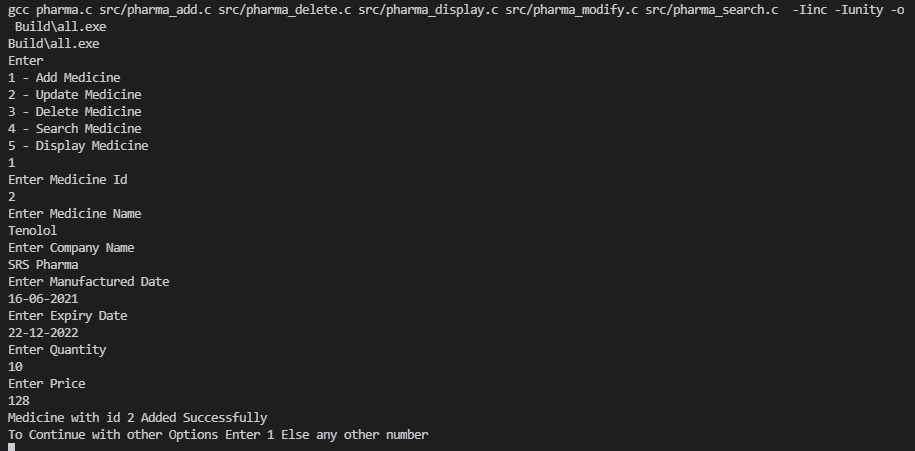 gcc pharma.c src/pharma_add.c src/pharma_delete.c src/pharma_display.c src/pharma_modify.c src/pharma_search.c  -Iinc -Iunity -o
 Build\all.exe
Build\all.exe
Enter
1 - Add Medicine
2 - Update Medicine
3 - Delete Medicine
4 - Search Medicine
5 - Display Medicine
1
Enter Medicine Id
2
Enter Medicine Name
Tenolol
Enter Company Name
SRS Pharma
Enter Manufactured Date
16-06-2021
Enter Expiry Date
22-12-2022
Enter Quantity
10
Enter Price
128
Medicine with id 2 Added Successfully
To Continue with other Options Enter 1 Else any other number